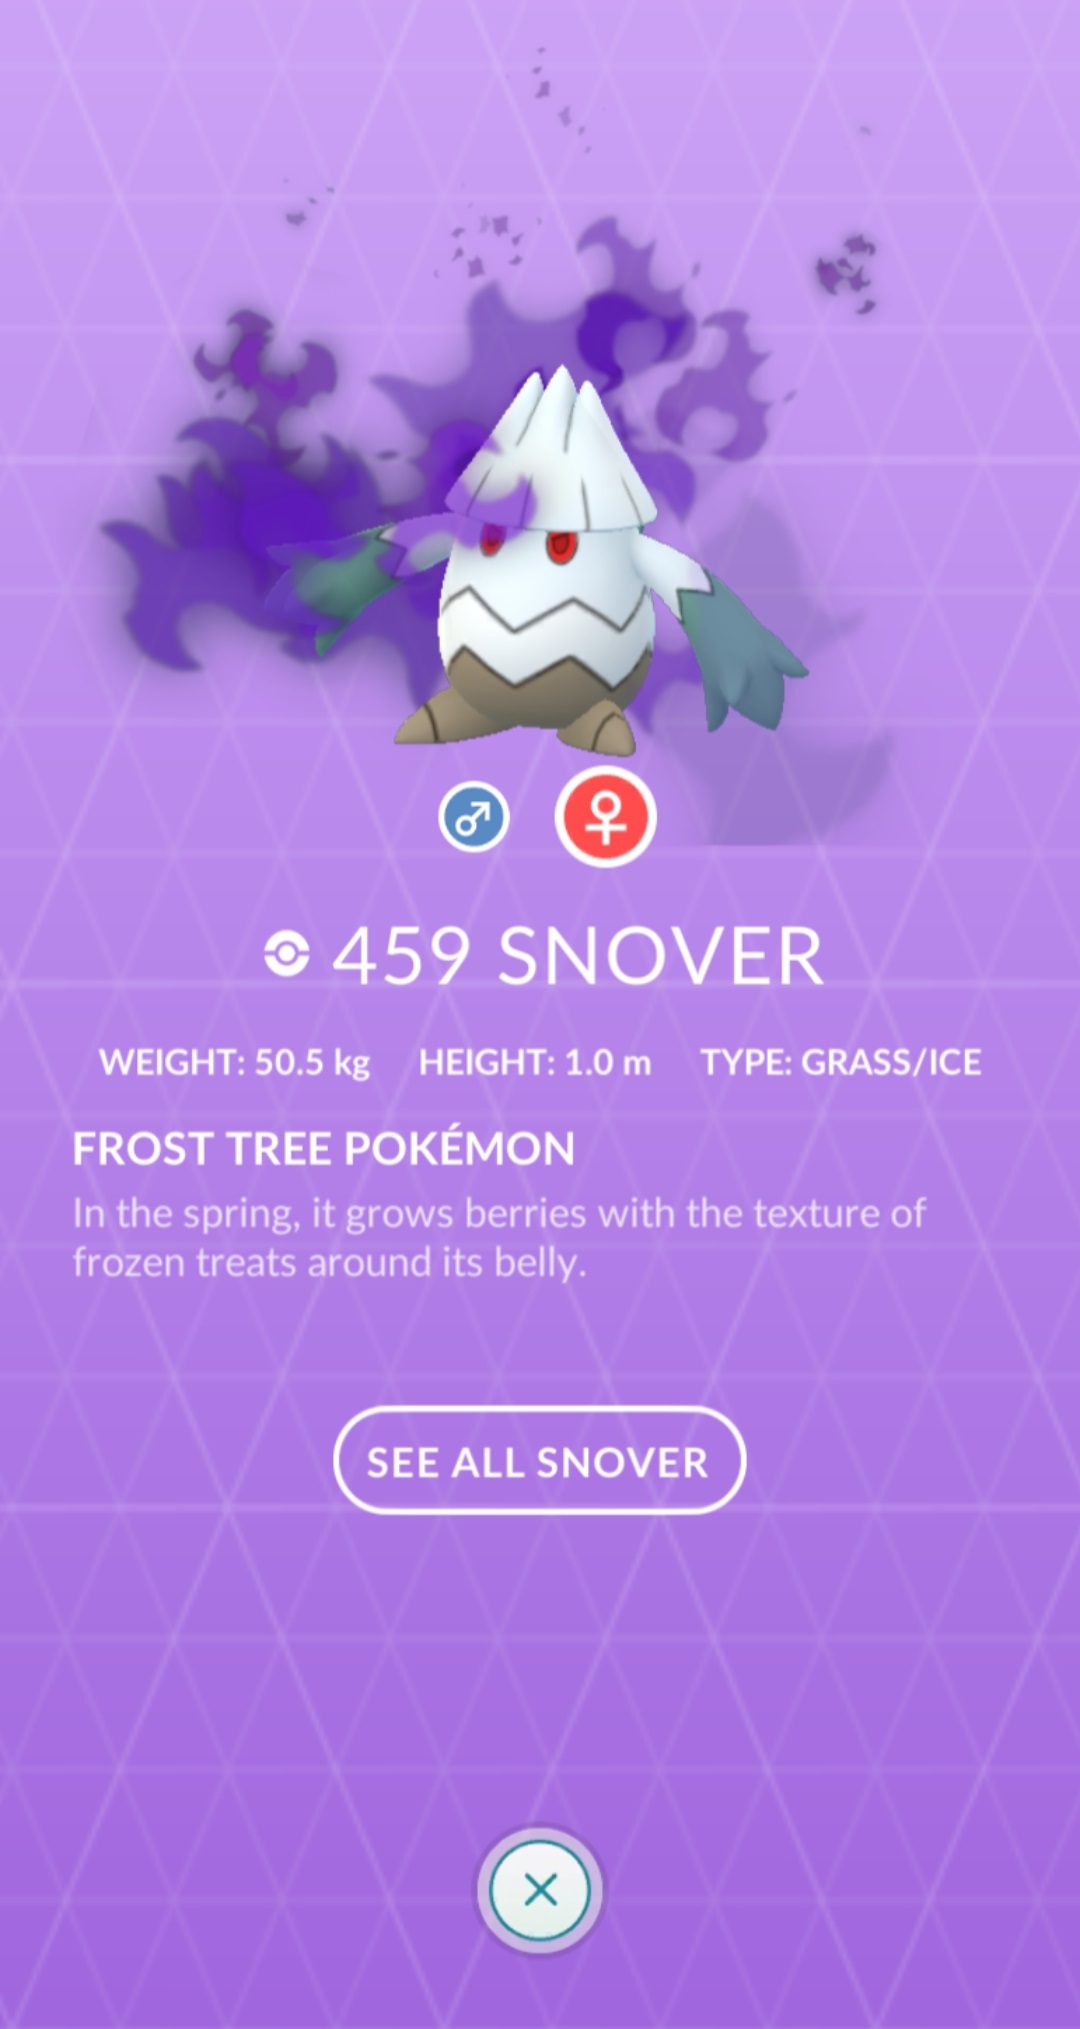 459 SNOVER
WEIGHT: 50.5 kg HEIGHT: 1.0 m TYPE: GRASS/ICE
FROST TREE POKÉMON
In the spring, it grows berries with the texture of
frozen treats around its belly.
SEE ALL SNOVER